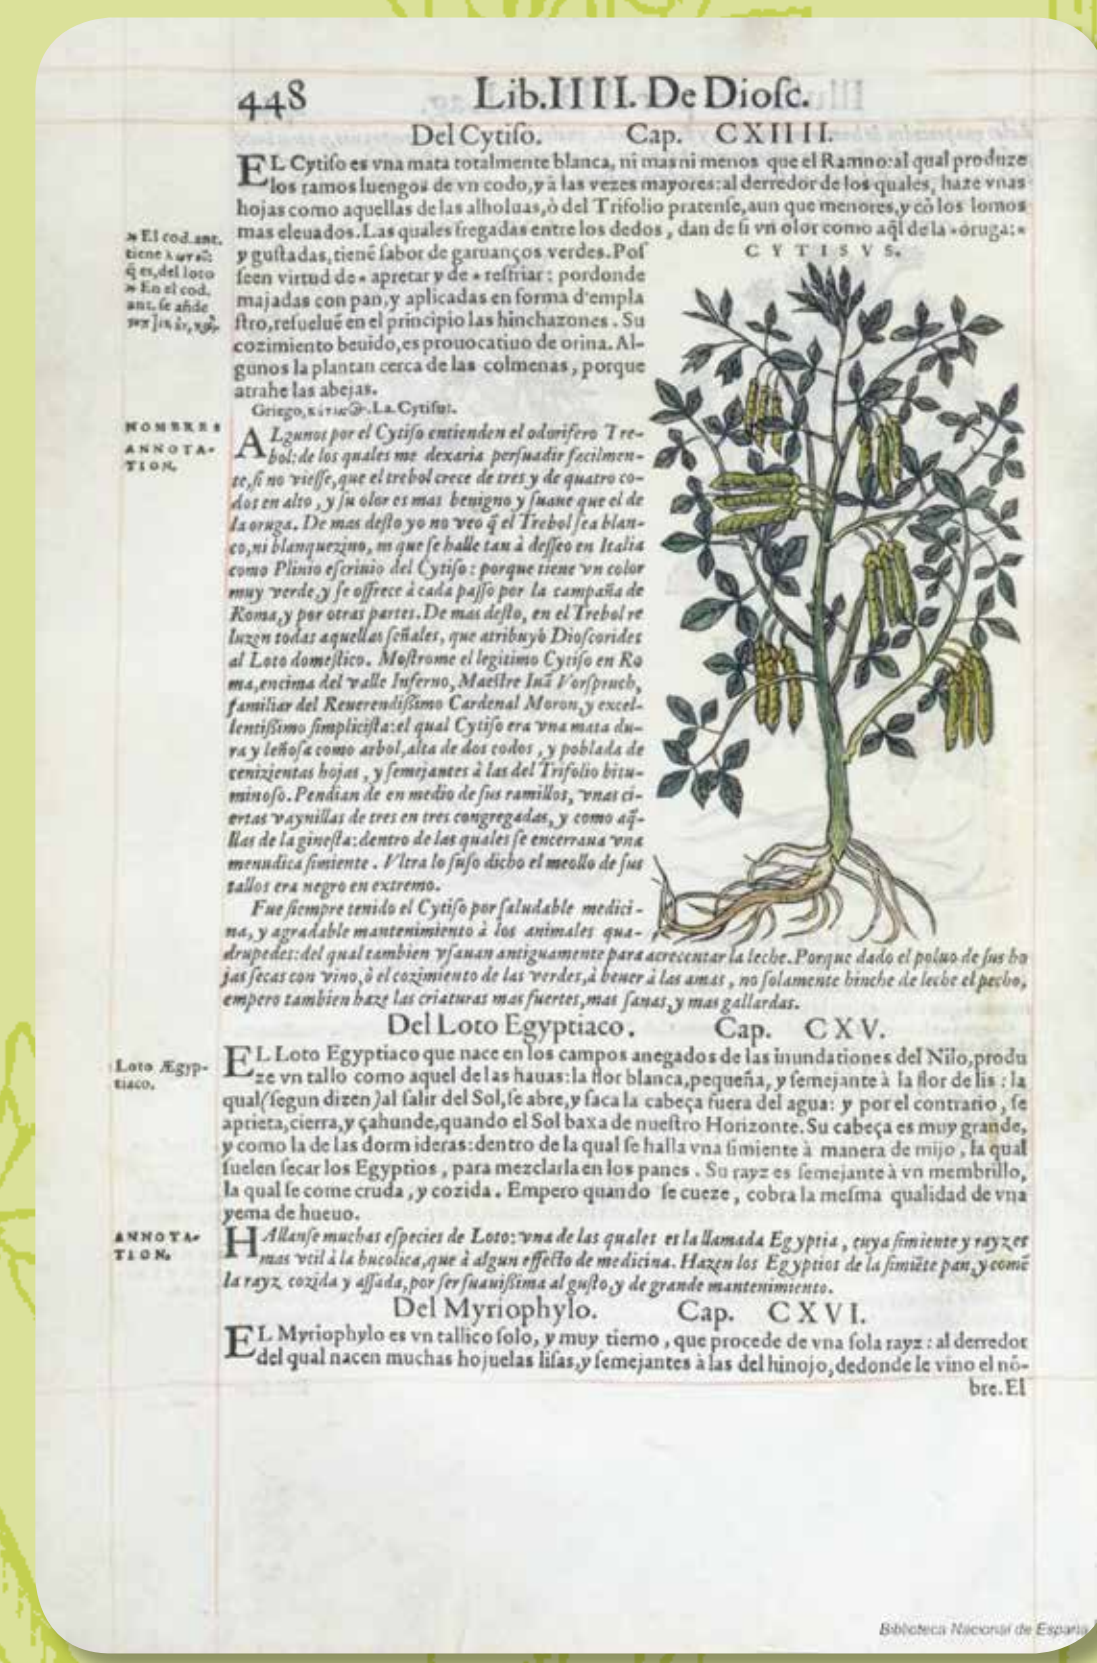 448 Lib.IIII. De Dioſc.
Del Cytiſo. Cap. CXIIII.
EL Cytiſo es vna mata totalmente blanca, ni mas ni menos que el Ramno: al qual produze
los ramos luengos de vn codo, y à las vezes mayores: al derredor de los quales, haze vnas
hojas como aquellas de las alholuas, ò del Trifolio pratenſe, aun que menores, y cò los lomos
mas eleuados. Las quales fregadas entre los dedos, dan de ſi vn olor como aq̃l de la * oruga: *
y guſtadas, tienẽ ſabor de garuanços verdes. Poſ
ſeen virtud de * apretar y de * reſfriar: pordonde
majadas con pan, y aplicadas en forma d'empla
ſtro, reſueluẽ en el principio las hinchazones. Su
cozimiento beuido, es prouocatiuo de orina. Al-
gunos la plantan cerca de las colmenas, porque
atrahe las abejas.
» El cod. ant.
tiene
q̃ es, del loto
» En el cod.
ant. ſe añde
CYTISVS.
NOMBRES
Griego, La. Cytiſus.
ANNOTA-
TION.
ALgunos por el Cytiſo entienden el odorifero Tre-
bol: de los quales me dexaria perſuadir facilmen-
te, ſi no vieſſe, que el trebol crece de tres y de quatro co-
dos en alto, y ſu olor es mas benigno y ſuaue que el de
la oruga. De mas deſto yo no veo q̃ el Trebol ſea blan-
co, ni blanquezino, ni que ſe halle tan à deſſeo en Italia
como Plinio eſcriuio del Cytiſo: porque tiene vn color
muy verde, y ſe offrece à cada paſſo por la campaña de
Roma, y por otras partes. De mas deſto, en el Trebol re
luzen todas aquellas ſeñales, que atribuyò Dioſcorides
al Loto domeſtico. Moſtrome el legitimo Cytiſo en Ro
ma, encima del valle Inferno, Maeſtre Iuã Vorſpruch,
familiar del Reuerendiſsimo Cardenal Moron, y excel-
lentiſsimo ſimpliciſta: el qual Cytiſo era vna mata du-
ra y leñoſa como arbol, alta de dos codos, y poblada de
cenizientas hojas, y ſemejantes à las del Trifolio bitu-
minoſo. Pendian de en medio de ſus ramillos, vnas ci-
ertas vaynillas de tres en tres congregadas, y como aq̃-
llas de la gineſta: dentro de las quales ſe encerraua vna
menudica ſimiente. Vltra lo ſuſo dicho el meollo de ſus
tallos era negro en extremo.
Fue ſiempre tenido el Cytiſo por ſaludable medici-
na, y agradable mantenimiento à los animales qua-
drupedes: del qual tambien vſauan antiguamente para acrecentar la leche. Porque dado el poluo de ſus ho
jas ſecas con vino, ò el cozimiento de las verdes, à beuer à las amas, no ſolamente hinche de leche el pecho,
empero tambien haze las criaturas mas fuertes, mas ſanas, y mas gallardas.
Del Loto Egyptiaco. Cap. CXV.
Loto Ægyp-
tiaco.
EL Loto Egyptiaco que nace en los campos anegados de las inundationes del Nilo, produ
ze vn tallo como aquel de las hauas: la flor blanca, pequeña, y ſemejante à la flor de lis: la
qual (ſegun dizen) al ſalir del Sol, ſe abre, y ſaca la cabeça fuera del agua: y por el contrario, ſe
aprieta, cierra, y çahunde, quando el Sol baxa de nueſtro Horizonte. Su cabeça es muy grande,
y como la de las dormideras: dentro de la qual ſe halla vna ſimiente à manera de mijo, la qual
ſuelen ſecar los Egyptios, para mezclarla en los panes. Su rayz es ſemejante à vn membrillo,
la qual ſe come cruda, y cozida. Empero quando ſe cueze, cobra la meſma qualidad de vna
yema de hueuo.
ANNOTA-
TION.
HAllanſe muchas eſpecies de Loto: vna de las quales es la llamada Egyptia, cuya ſimiente y rayz es
mas vtil à la bucolica, que à algun effecto de medicina. Hazen los Egyptios de la ſimiẽte pan, y comẽ
la rayz cozida y aſſada, por ſer ſuauiſsima al guſto, y de grande mantenimiento.
Del Myriophylo. Cap. CXVI.
EL Myriophylo es vn tallico ſolo, y muy tierno, que procede de vna ſola rayz: al derredor
del qual nacen muchas hojuelas liſas, y ſemejantes à las del hinojo, dedonde le vino el nõ-
bre. El
Biblioteca Nacional de España